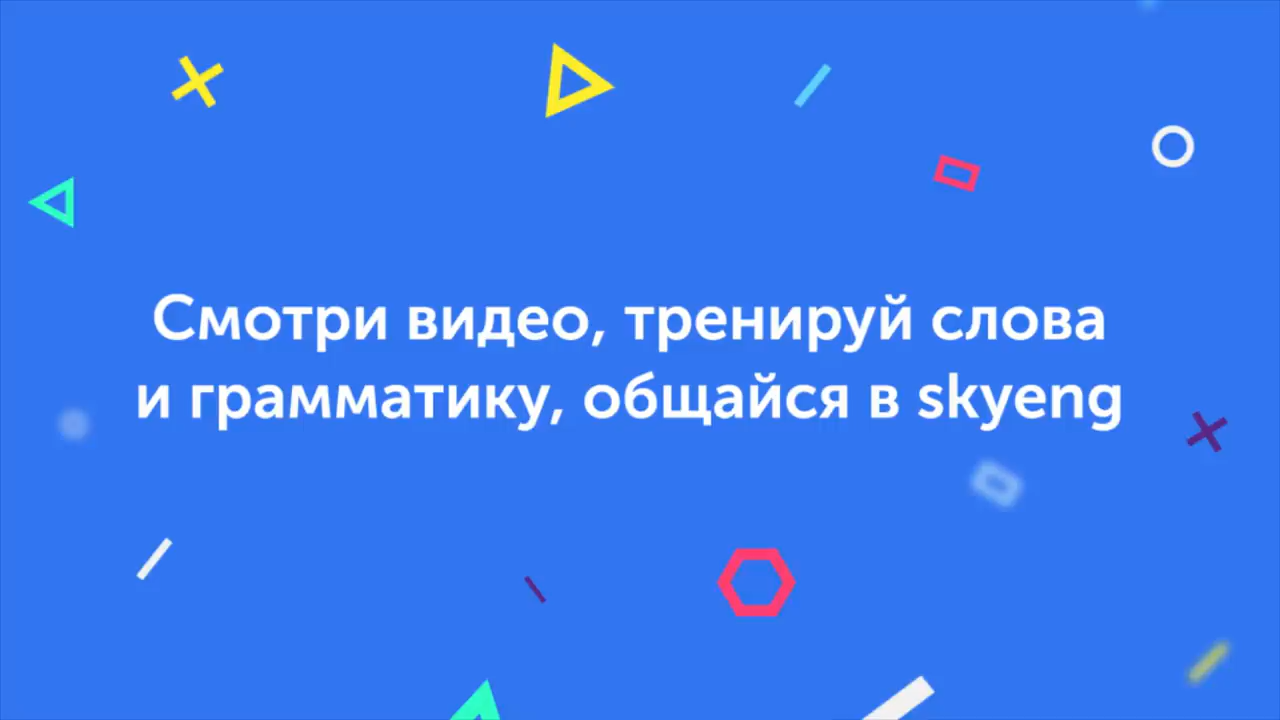 Смотри видео, тренируй слова
и грамматику, общайся в skyeng